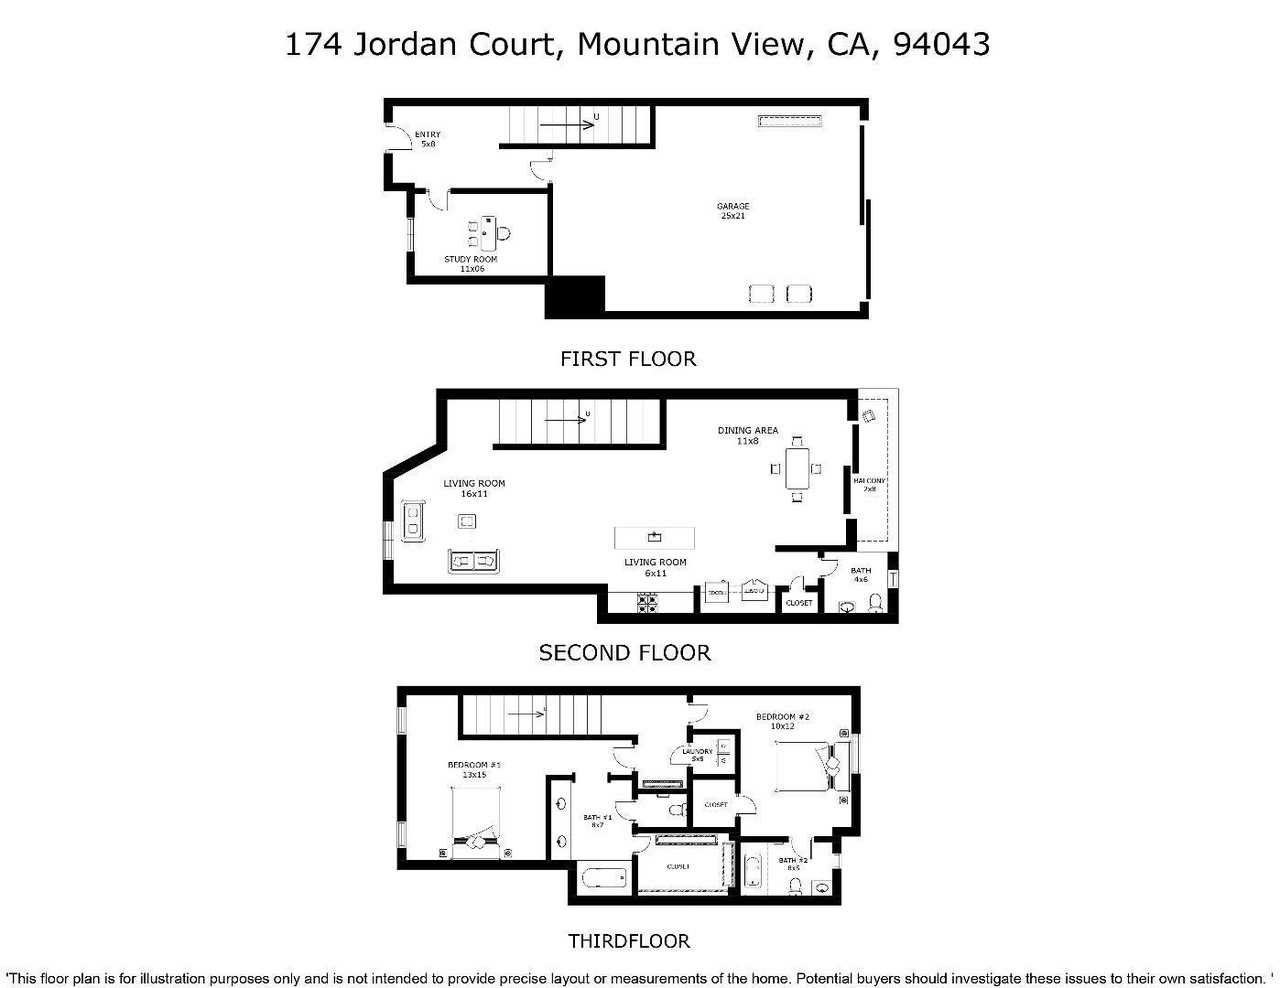 174 Jordan Court, Mountain View, CA, 94043
U
ENTRY
5x8
GARAGE
25x21
STUDY ROOM
11x06
FIRST FLOOR
U
DINING AREA
11x8
LIVING ROOM
16x11
BALCONY
2x8
LIVING ROOM
6x11
BATH
4x6
CLOSET
SECOND FLOOR
BEDROOM #2
10x12
LAUNDRY
BEDROOM #1
13x15
CLOSET
BATH #1
8x7
BATH #2
8x5
CLOSET
THIRDFLOOR
'This floor plan is for illustration purposes only and is not intended to provide precise layout or measurements of the home. Potential buyers should investigate these issues to their own satisfaction. '